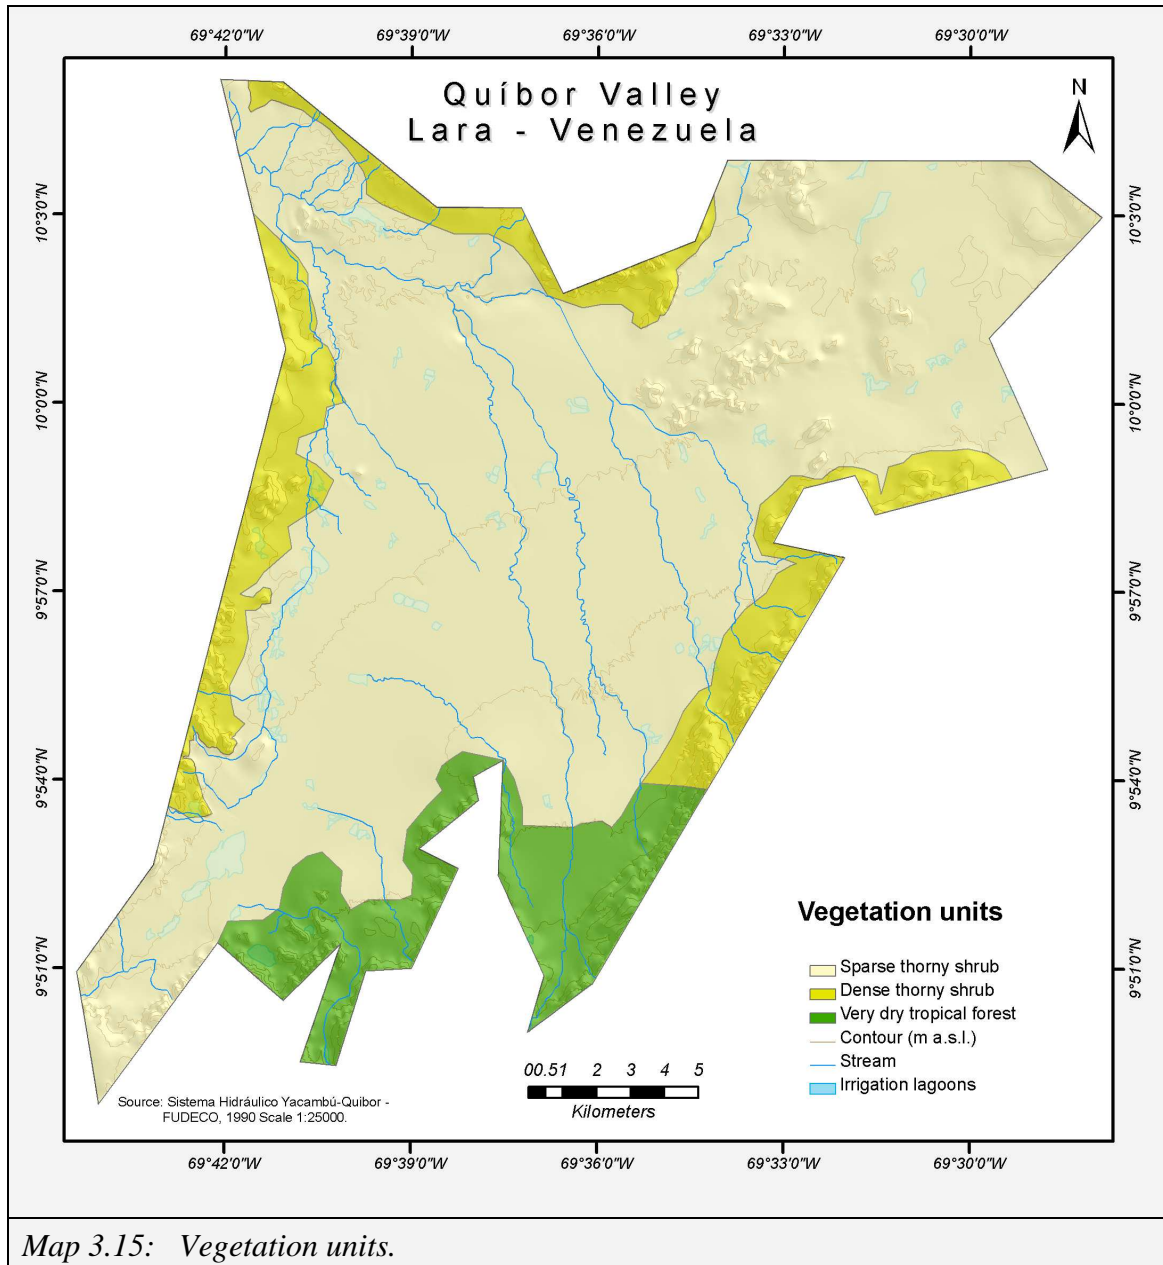 69°42'0"W 69°39'0"W 69°36'0"W 69°33'0"W 69°30'0"W
Quíbor Valley
Lara - Venezuela
N
10°3'0"N
10°3'0"N
10°0'0"N
10°0'0"N
9°57'0"N
9°57'0"N
9°54'0"N
9°54'0"N
9°51'0"N
9°51'0"N
Vegetation units
Sparse thorny shrub
Dense thorny shrub
Very dry tropical forest
Contour (m a.s.l.)
Stream
Irrigation lagoons
00.51 2 3 4 5
Kilometers
Source: Sistema Hidráulico Yacambú-Quibor -
FUDECO, 1990 Scale 1:25000.
69°42'0"W 69°39'0"W 69°36'0"W 69°33'0"W 69°30'0"W
Map 3.15: Vegetation units.